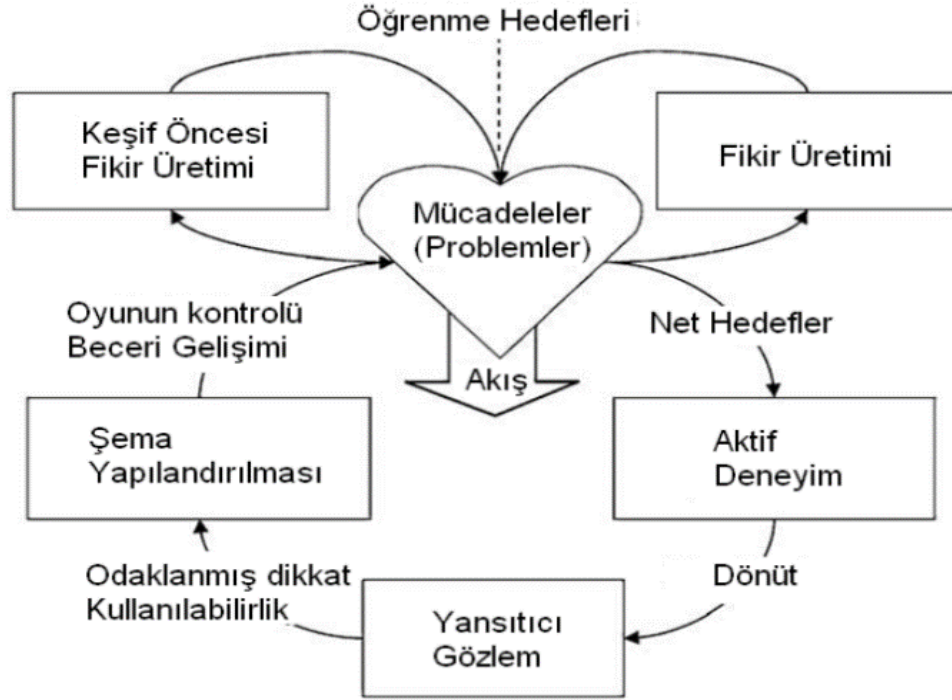 Öğrenme Hedefleri
Keşif Öncesi
Fikir Üretimi
Fikir Üretimi
Mücadeleler
(Problemler)
Oyunun kontrolü
Beceri Gelişimi
Net Hedefler
Akış
Şema
Yapılandırılması
Aktif
Deneyim
Odaklanmış dikkat
Kullanılabilirlik
Dönüt
Yansıtıcı
Gözlem